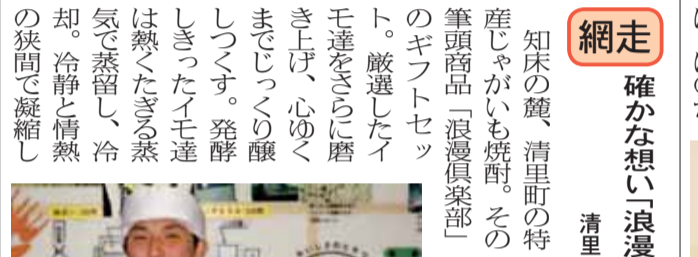 網走
確かな想い「浪漫
清里
知床の麓、清里町の特
産じゃがいも焼酎。その
筆頭商品「浪漫倶楽部」
のギフトセッ
ト。厳選したイ
モ達をさらに磨
き上げ、心ゆく
までじっくり醸
しつくす。発酵
しきったイモ達
は熱くたぎる蒸
気で蒸留し、冷
却。冷静と情熱
の狭間で凝縮し